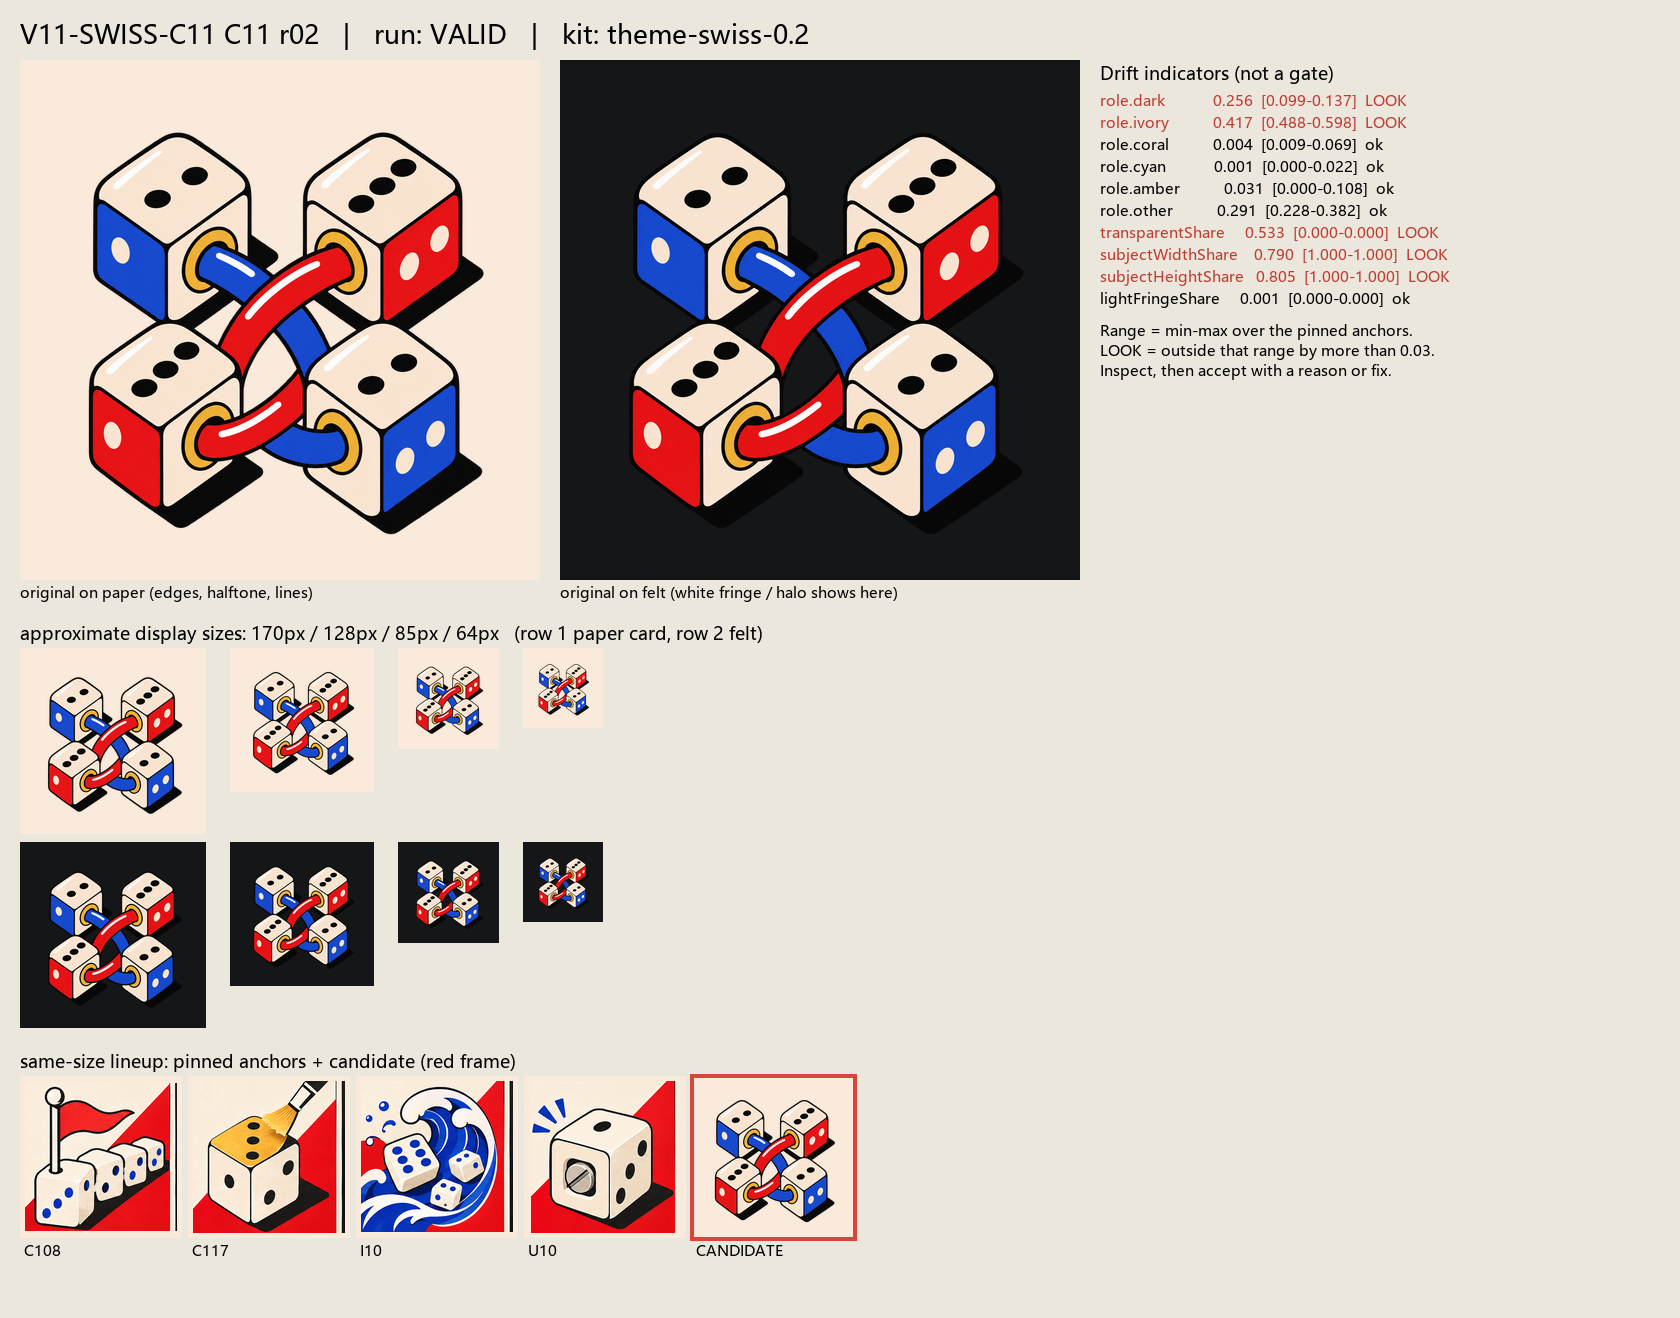 V11-SWISS-C11 C11 r02 | run: VALID | kit: theme-swiss-0.2
Drift indicators (not a gate)
role.dark 0.256 [0.099-0.137] LOOK
role.ivory 0.417 [0.488-0.598] LOOK
role.coral 0.004 [0.009-0.069] ok
role.cyan 0.001 [0.000-0.022] ok
role.amber 0.031 [0.000-0.108] ok
role.other 0.291 [0.228-0.382] ok
transparentShare 0.533 [0.000-0.000] LOOK
subjectWidthShare 0.790 [1.000-1.000] LOOK
subjectHeightShare 0.805 [1.000-1.000] LOOK
lightFringeShare 0.001 [0.000-0.000] ok
Range = min-max over the pinned anchors.
LOOK = outside that range by more than 0.03.
Inspect, then accept with a reason or fix.
original on paper (edges, halftone, lines)
original on felt (white fringe / halo shows here)
approximate display sizes: 170px / 128px / 85px / 64px (row 1 paper card, row 2 felt)
same-size lineup: pinned anchors + candidate (red frame)
C108
C117
I10
U10
CANDIDATE